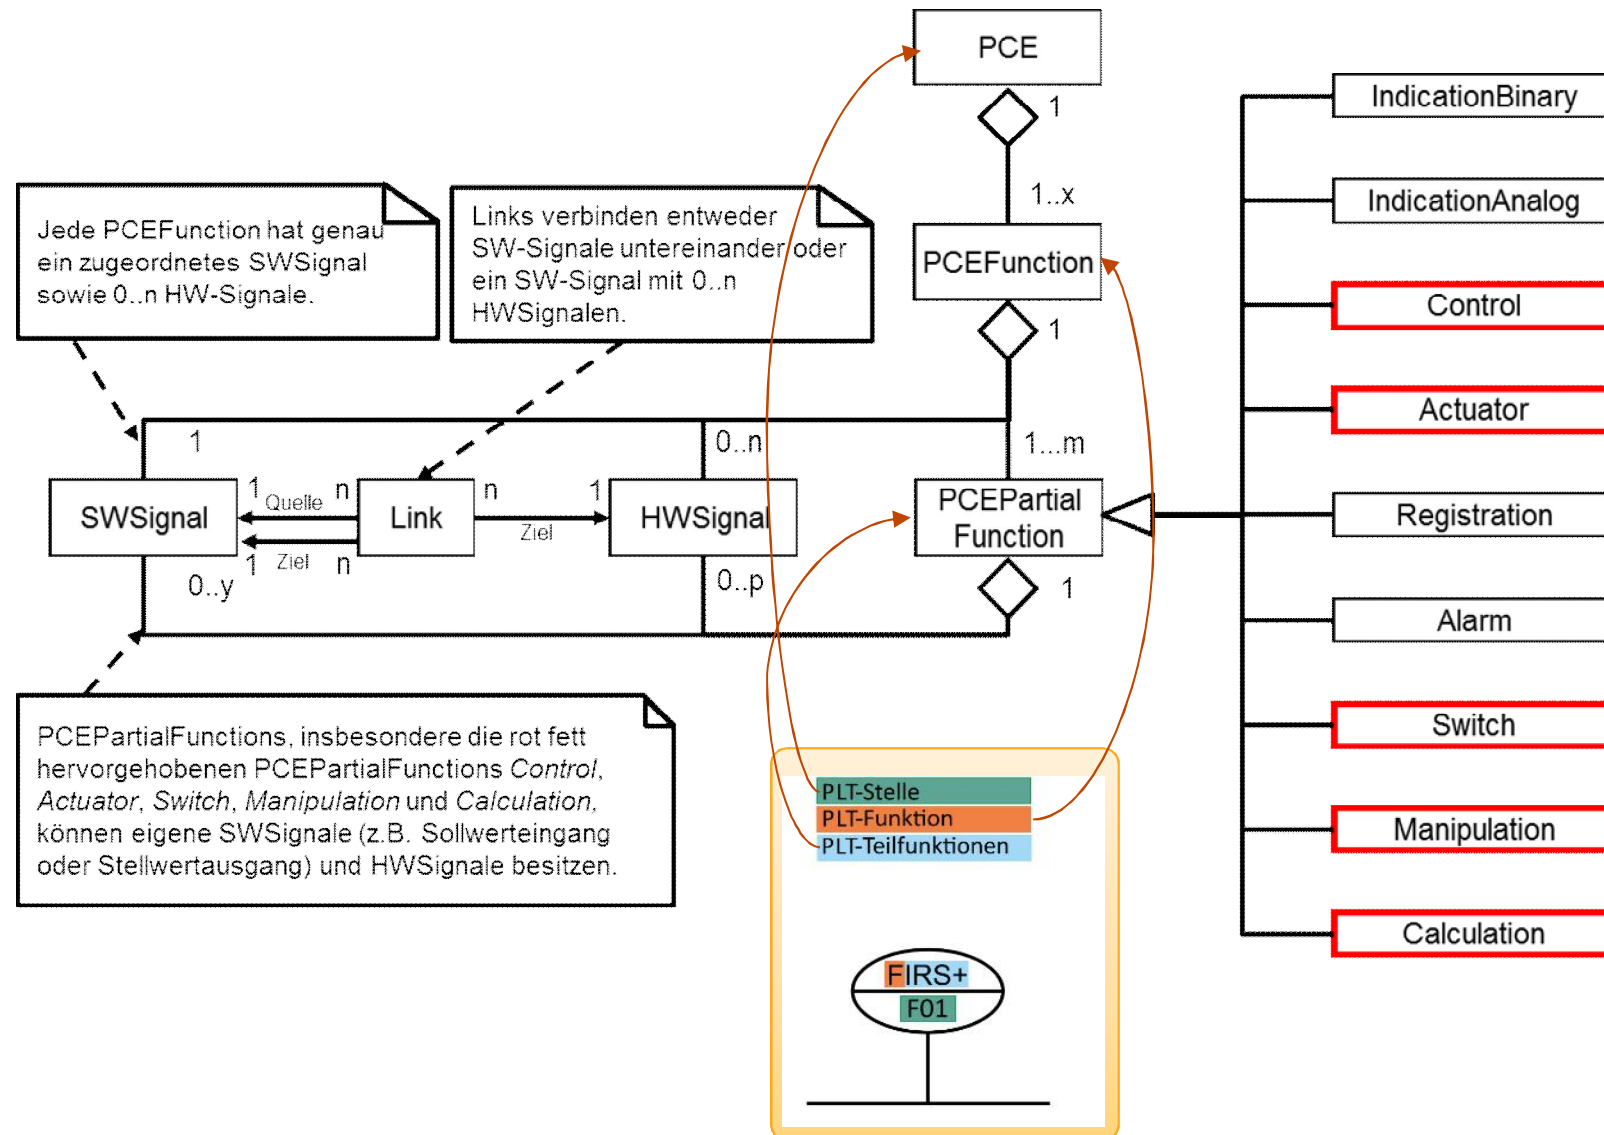 PCE
1
1..x
IndicationBinary
IndicationAnalog
Control
Actuator
Registration
Alarm
Switch
Manipulation
Calculation
Jede PCEFunction hat genau
ein zugeordnetes SWSignal
sowie 0..n HW-Signale.
Links verbinden entweder
SW-Signale untereinander oder
ein SW-Signal mit 0..n
HWSignalen.
PCEFunction
1
1
0..n
1...m
SWSignal
1
Quelle
n
Link
n
1
Ziel
HWSignal
PCEPartial
Function
1
Ziel
n
0..y
0..p
1
PCEPartialFunctions, insbesondere die rot fett
hervorgehobenen PCEPartialFunctions Control,
Actuator, Switch, Manipulation und Calculation,
können eigene SWSignale (z.B. Sollwerteingang
oder Stellwertausgang) und HWSignale besitzen.
PLT-Stelle
PLT-Funktion
PLT-Teilfunktionen
FIRS+
F01